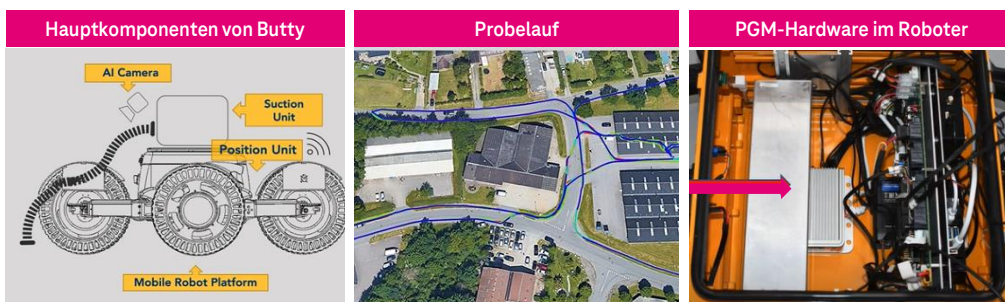 Hauptkomponenten von Butty
Probelauf
PGM-Hardware im Roboter
AI Camera
Suction
Unit
Position Unit
Mobile Robot Platform